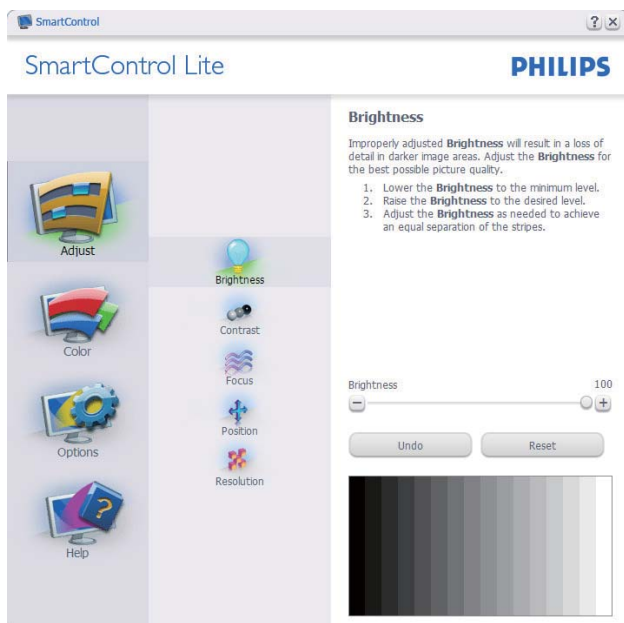 SmartControl
? ×
SmartControl Lite
PHILIPS
Adjust
Color
Options
Help
Brightness
Contrast
Focus
Position
Resolution
Brightness
Improperly adjusted Brightness will result in a loss of
detail in darker image areas. Adjust the Brightness for
the best possible picture quality.
1. Lower the Brightness to the minimum level.
2. Raise the Brightness to the desired level.
3. Adjust the Brightness as needed to achieve
an equal separation of the stripes.
Brightness 100
Undo Reset